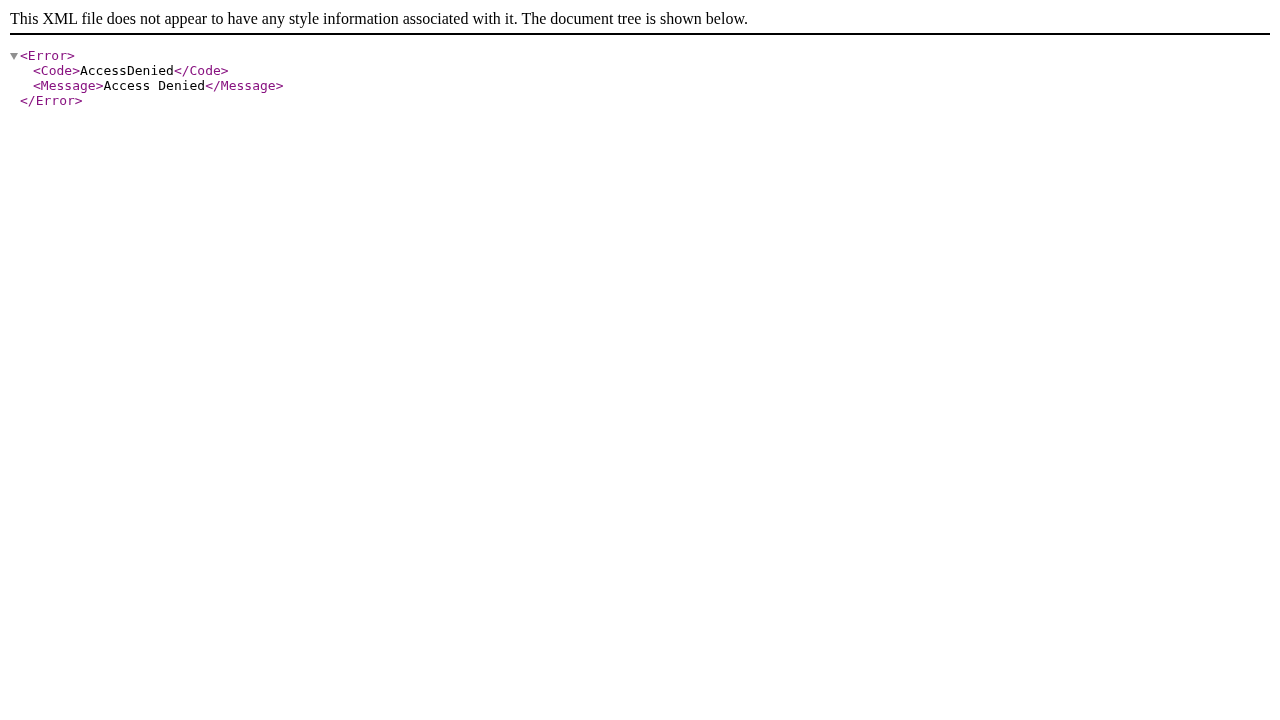 This XML file does not appear to have any style information associated with it. The document tree is shown below.
<Error>
<Code>AccessDenied</Code>
<Message>Access Denied</Message>
</Error>